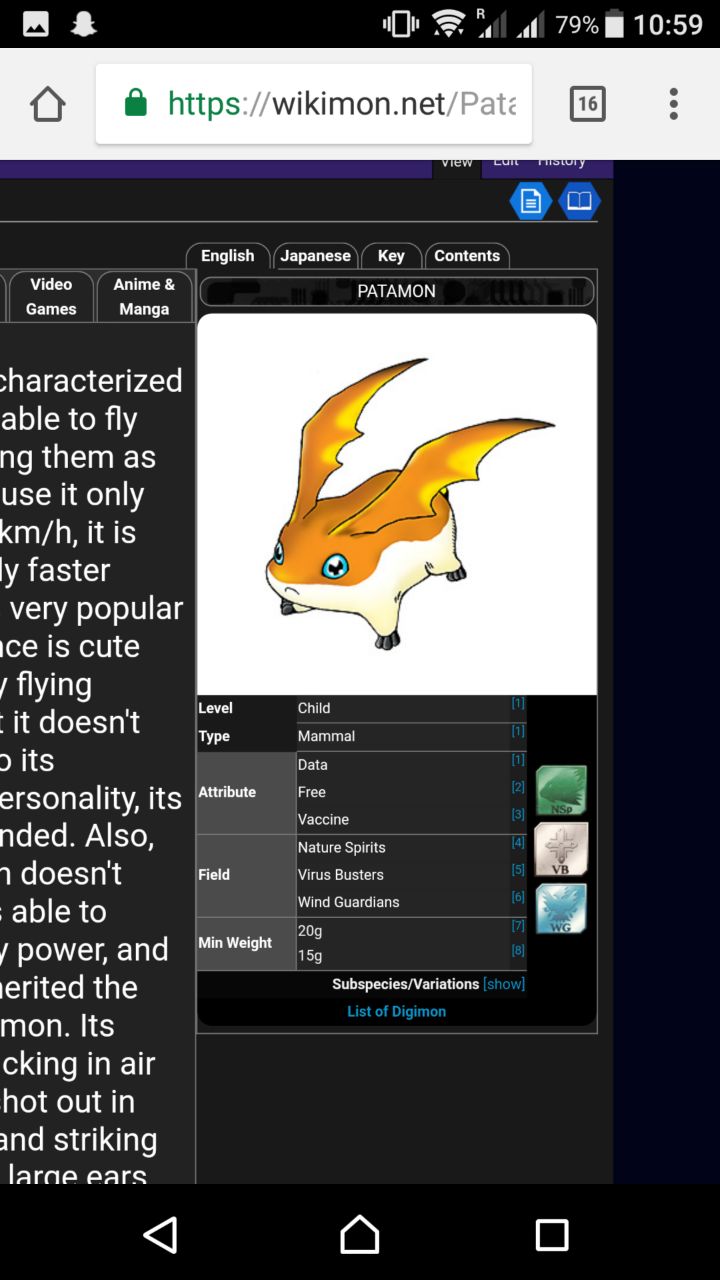 R
79%
10:59
https://wikimon.net/Pata
16
View
Edit
History
English
Japanese
Key
Contents
Video
Games
Anime &
Manga
PATAMON
characterized
able to fly
ng them as
use it only
km/h, it is
ly faster
very popular
nce is cute
y flying
t it doesn't
o its
ersonality, its
nded. Also,
n doesn't
s able to
y power, and
herited the
mon. Its
cking in air
shot out in
and striking
large ears
Level
Child
[1]
Type
Mammal
[1]
Attribute
Data
[1]
Free
[2]
Vaccine
[3]
Field
Nature Spirits
[4]
Virus Busters
[5]
Wind Guardians
[6]
Min Weight
20g
[7]
15g
[8]
NSp
VB
WG
Subspecies/Variations [show]
List of Digimon